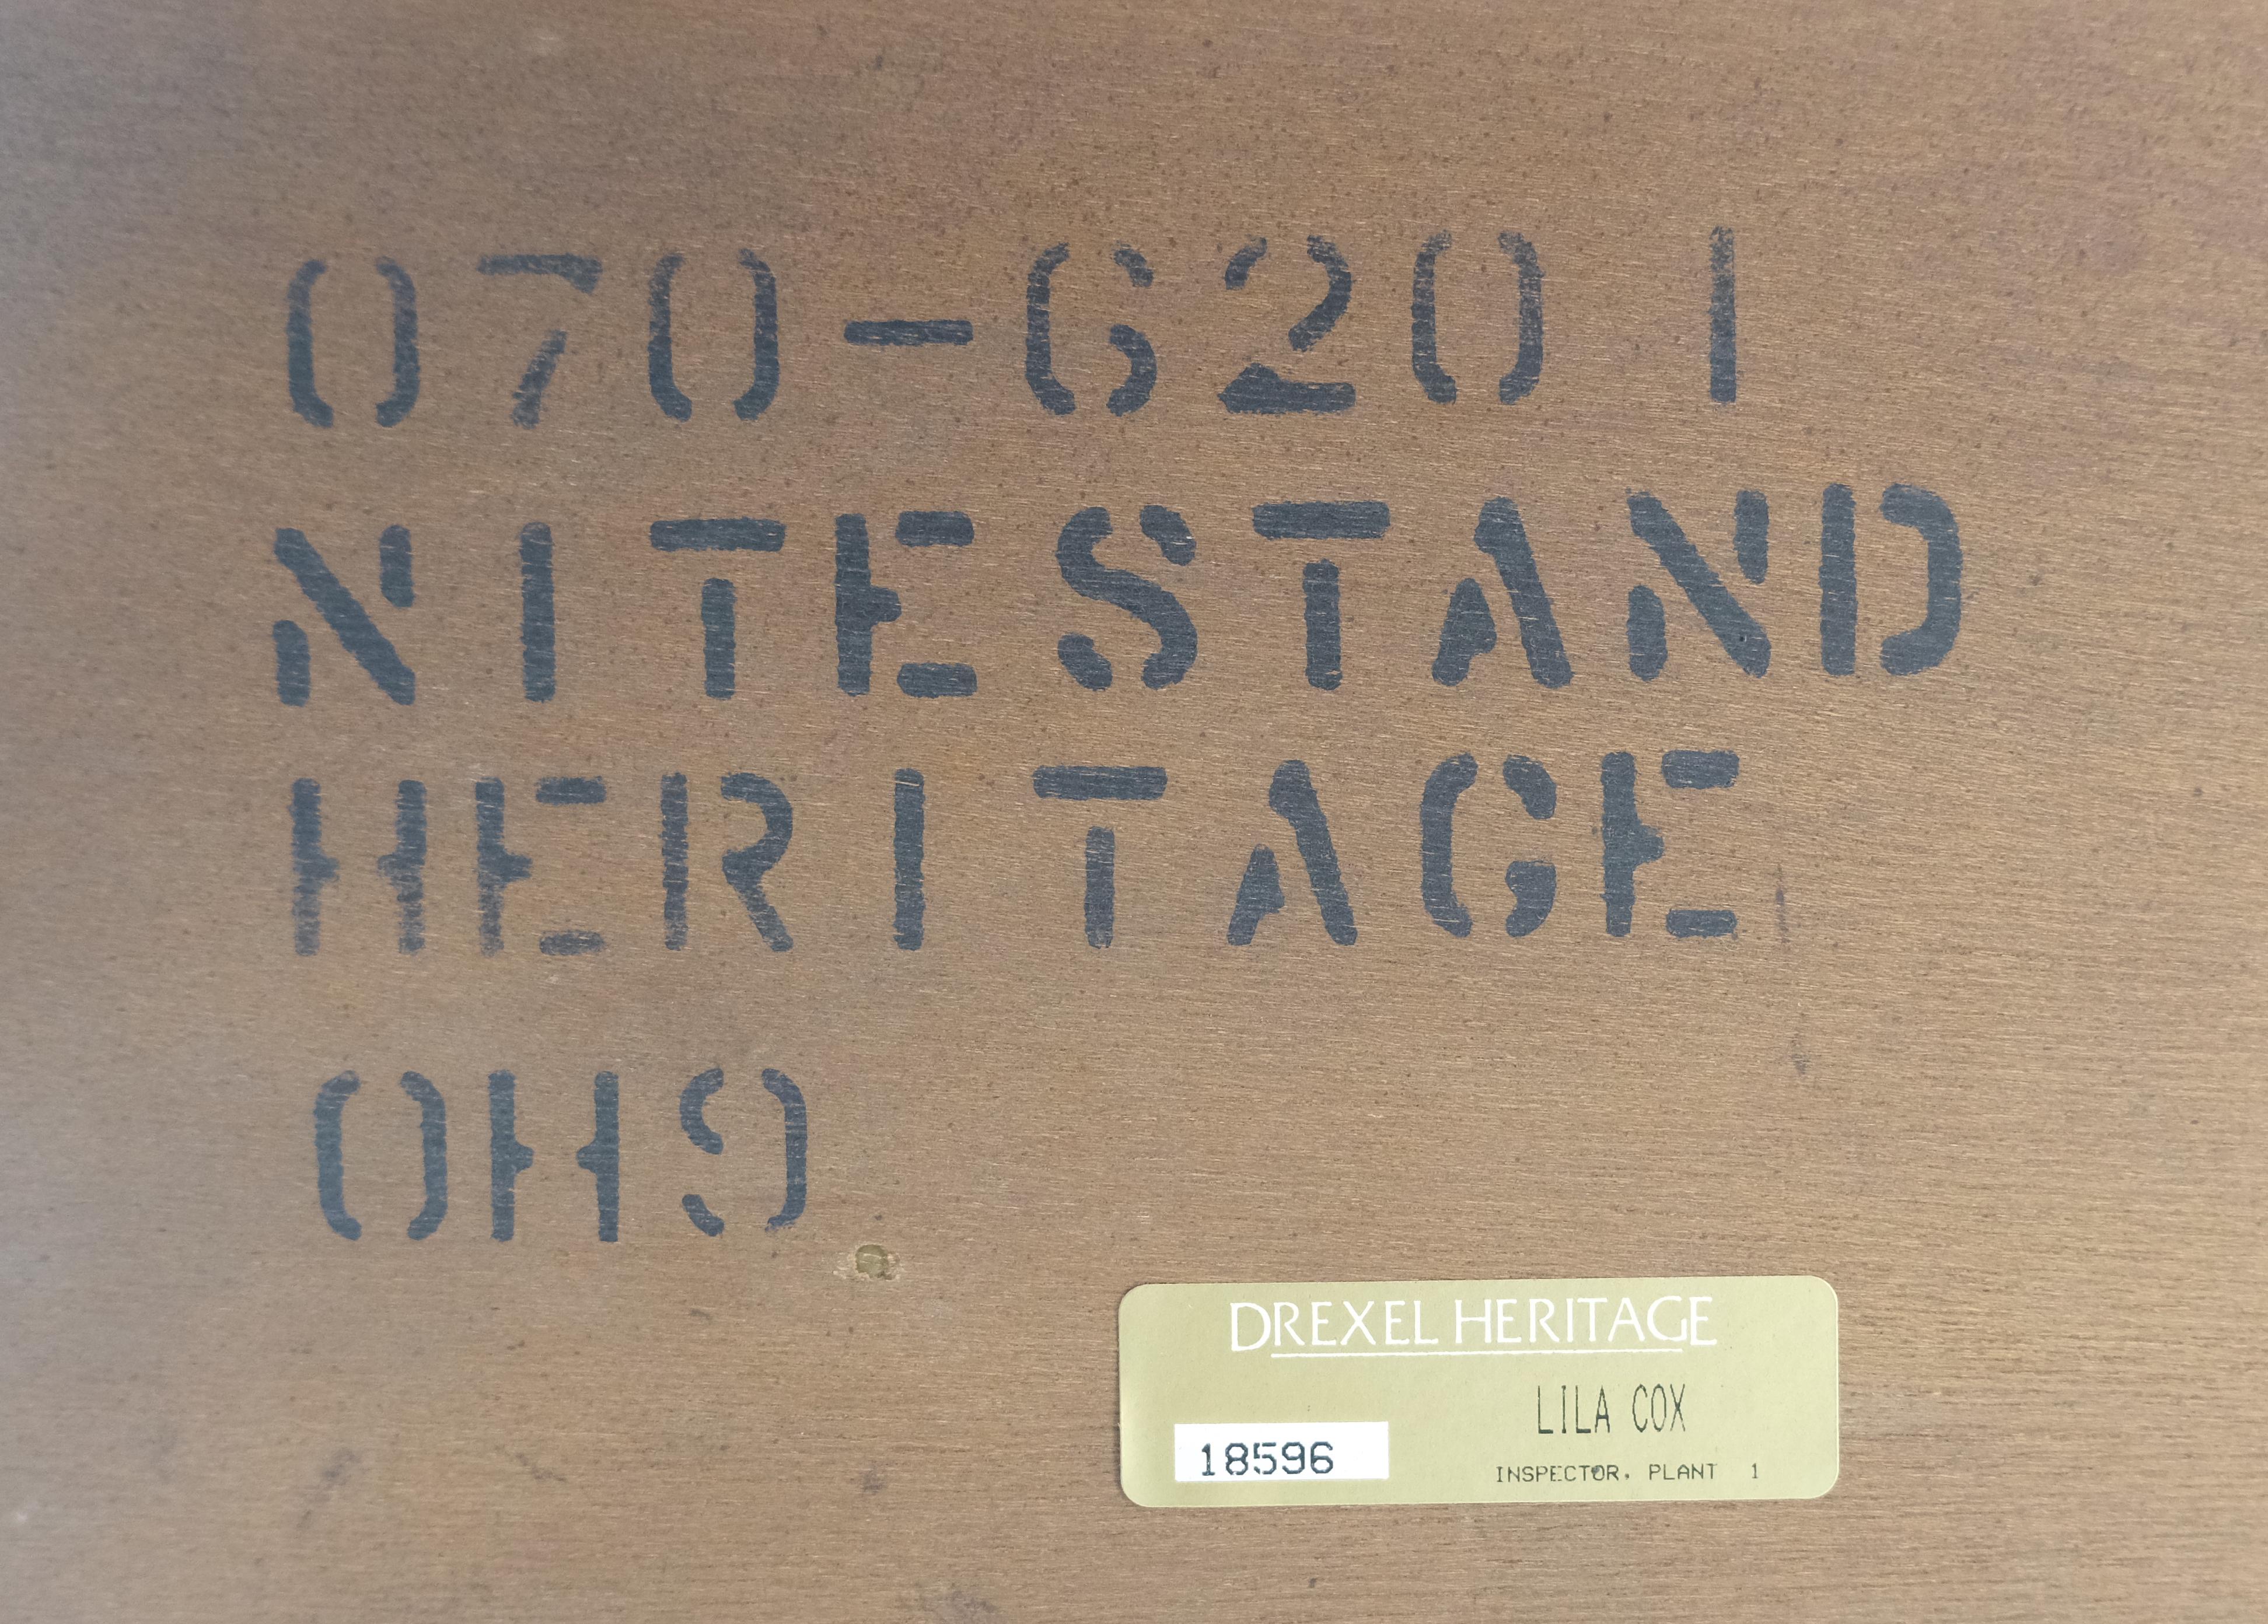 070-6201
NITESTAND
HERITAGE
0H9
DREXEL HERITAGE
LILA COX
18596
INSPECTOR, PLANT 1